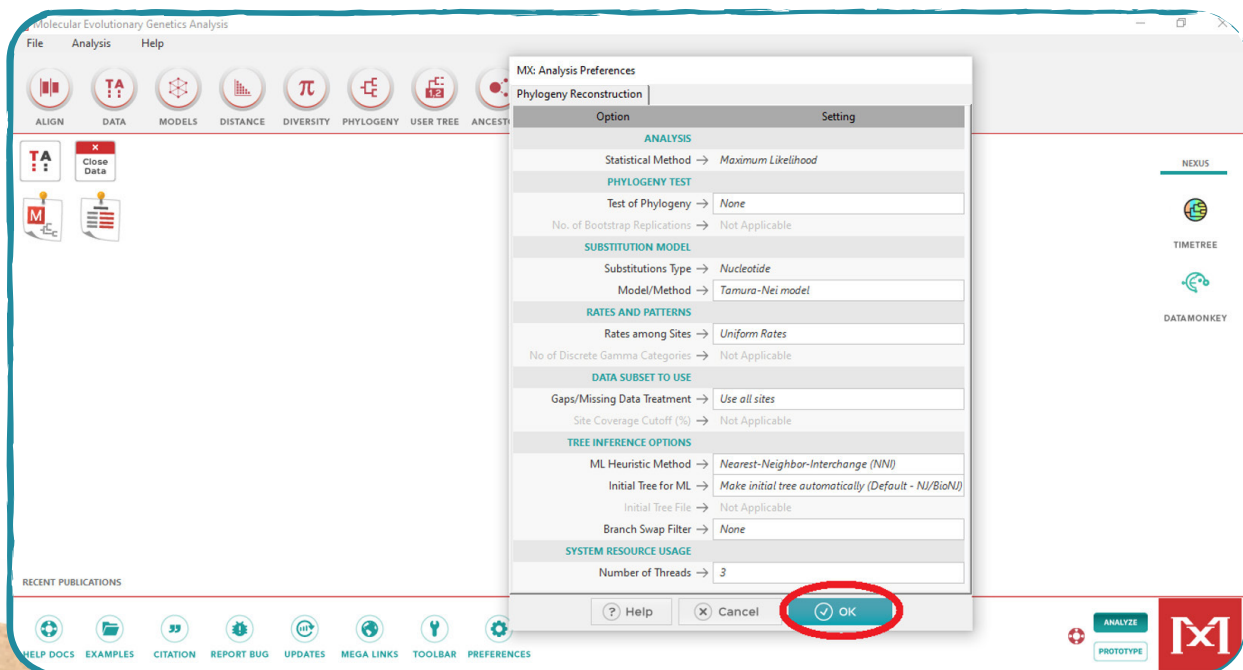 Molecular Evolutionary Genetics Analysis
File Analysis Help
ALIGN DATA MODELS DISTANCE DIVERSITY PHYLOGENY USER TREE ANCEST
TA
Close
Data
MX: Analysis Preferences
Phylogeny Reconstruction
Option Setting
ANALYSIS
Statistical Method → Maximum Likelihood
PHYLOGENY TEST
Test of Phylogeny → None
No. of Bootstrap Replications → Not Applicable
SUBSTITUTION MODEL
Substitutions Type → Nucleotide
Model/Method → Tamura-Nei model
RATES AND PATTERNS
Rates among Sites → Uniform Rates
No of Discrete Gamma Categories → Not Applicable
DATA SUBSET TO USE
Gaps/Missing Data Treatment → Use all sites
Site Coverage Cutoff (%) → Not Applicable
TREE INFERENCE OPTIONS
ML Heuristic Method → Nearest-Neighbor-Interchange (NNI)
Initial Tree for ML → Make initial tree automatically (Default - NJ/BioNJ)
Initial Tree File → Not Applicable
Branch Swap Filter → None
SYSTEM RESOURCE USAGE
Number of Threads → 3
? Help Cancel OK
NEXUS
TIMETREE
DATAMONKEY
RECENT PUBLICATIONS
HELP DOCS EXAMPLES CITATION REPORT BUG UPDATES MEGA LINKS TOOLBAR PREFERENCES
ANALYZE
PROTOTYPE